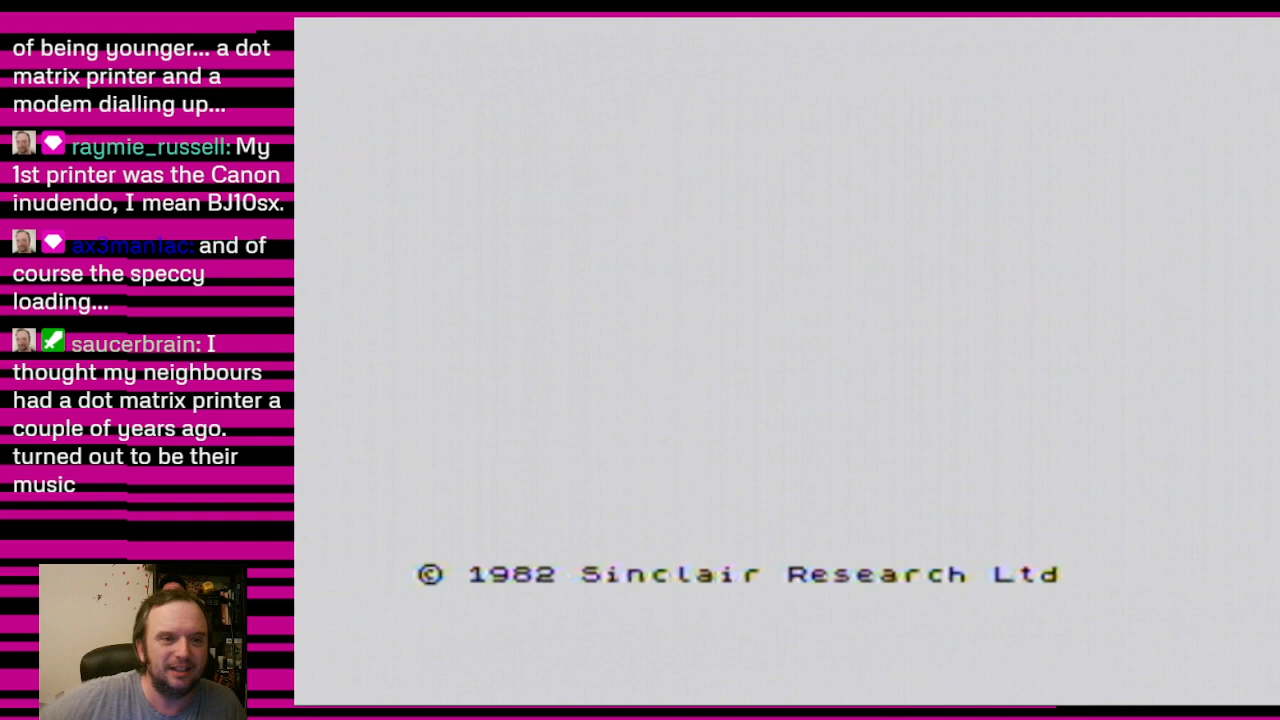 of being younger... a dot
matrix printer and a
modem dialling up...
raymie_russell: My
1st printer was the Canon
inudendo, I mean BJ10sx.
ax3man1ac: and of
course the speccy
loading...
saucerbrain: I
thought my neighbours
had a dot matrix printer a
couple of years ago.
turned out to be their
music
© 1982 Sinclair Research Ltd